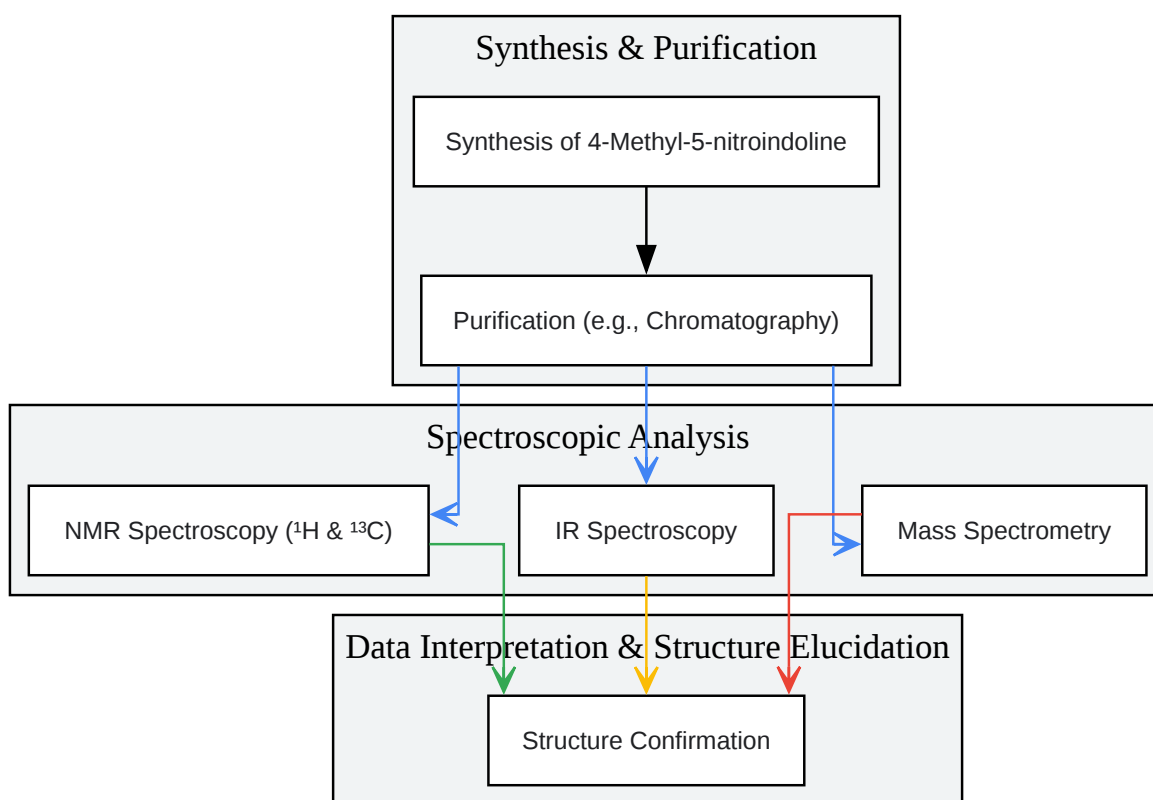 Synthesis & Purification
Synthesis of 4-Methyl-5-nitroindoline
Purification (e.g., Chromatography)
Spectroscopic Analysis
NMR Spectroscopy (¹H & ¹³C)
IR Spectroscopy
Mass Spectrometry
Data Interpretation & Structure Elucidation
Structure Confirmation